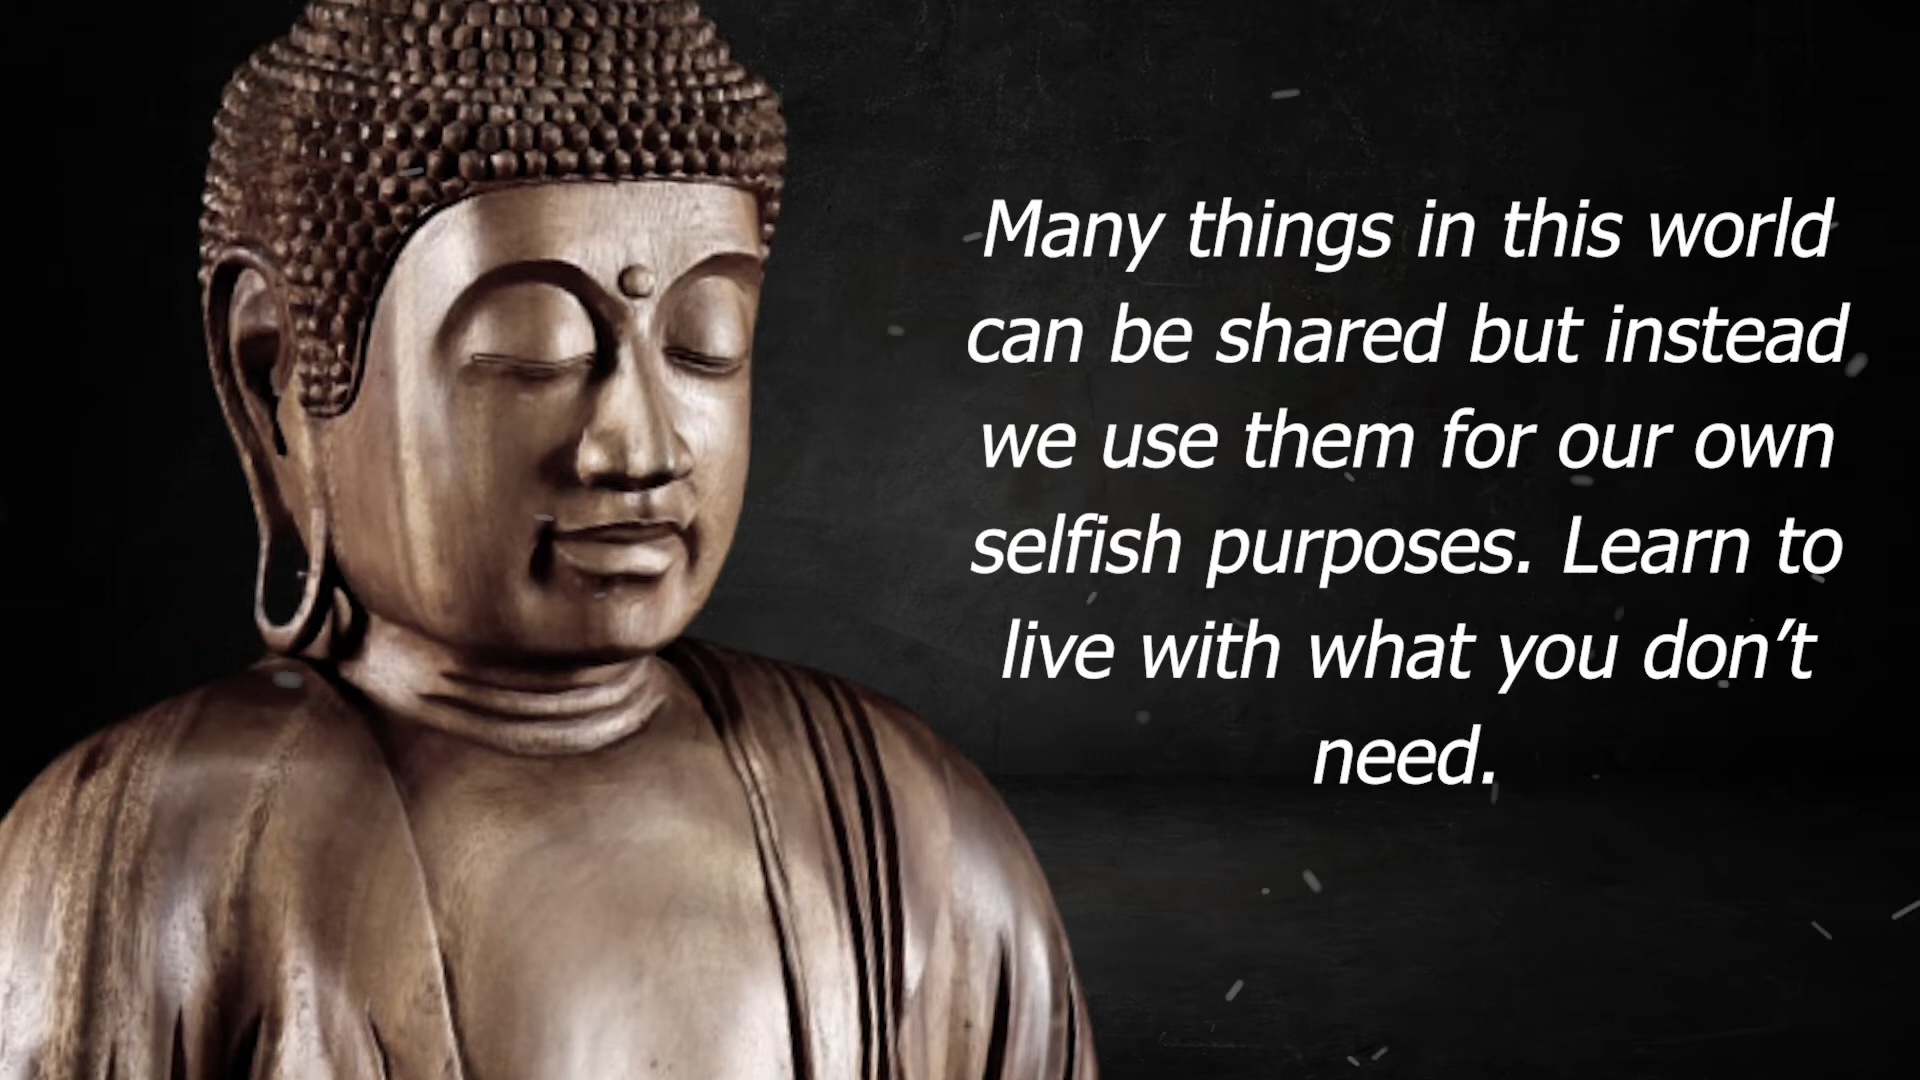 Many things in this world
can be shared but instead
we use them for our own
selfish purposes. Learn to
live with what you don’t
need.